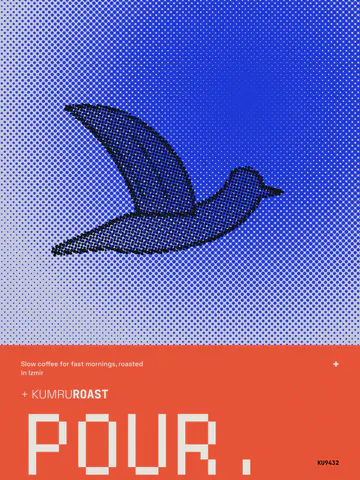 Slow coffee for fast mornings, roasted
in Izmir
+
+ KUMRUROAST
POUR.
KU9432